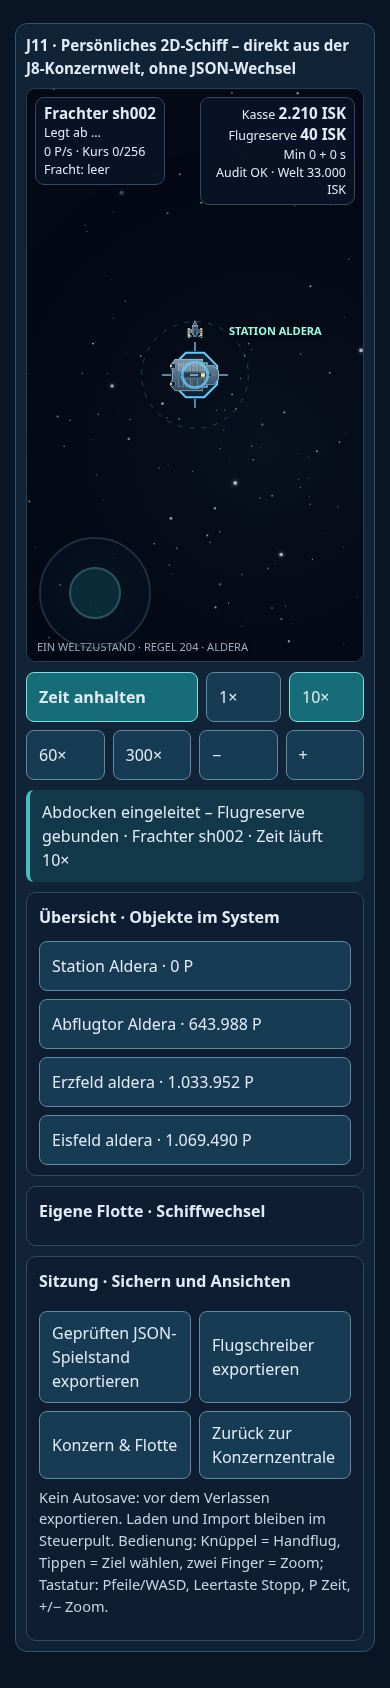 J11 · Persönliches 2D-Schiff – direkt aus der
J8-Konzernwelt, ohne JSON-Wechsel
Frachter sh002
Legt ab ...
0 P/s · Kurs 0/256
Fracht: leer
Kasse 2.210 ISK
Flugreserve 40 ISK
Min 0 + 0 s
Audit OK · Welt 33.000
ISK
STATION ALDERA
EIN WELTZUSTAND · REGEL 204 · ALDERA
Zeit anhalten
1×
10×
60×
300×
−
+
Abdocken eingeleitet – Flugreserve
gebunden · Frachter sh002 · Zeit läuft
10×
Übersicht · Objekte im System
Station Aldera · 0 P
Abflugtor Aldera · 643.988 P
Erzfeld aldera · 1.033.952 P
Eisfeld aldera · 1.069.490 P
Eigene Flotte · Schiffwechsel
Sitzung · Sichern und Ansichten
Geprüften JSON-
Spielstand
exportieren
Flugschreiber
exportieren
Konzern & Flotte
Zurück zur
Konzernzentrale
Kein Autosave: vor dem Verlassen
exportieren. Laden und Import bleiben im
Steuerpult. Bedienung: Knüppel = Handflug,
Tippen = Ziel wählen, zwei Finger = Zoom;
Tastatur: Pfeile/WASD, Leertaste Stopp, P Zeit,
+/− Zoom.